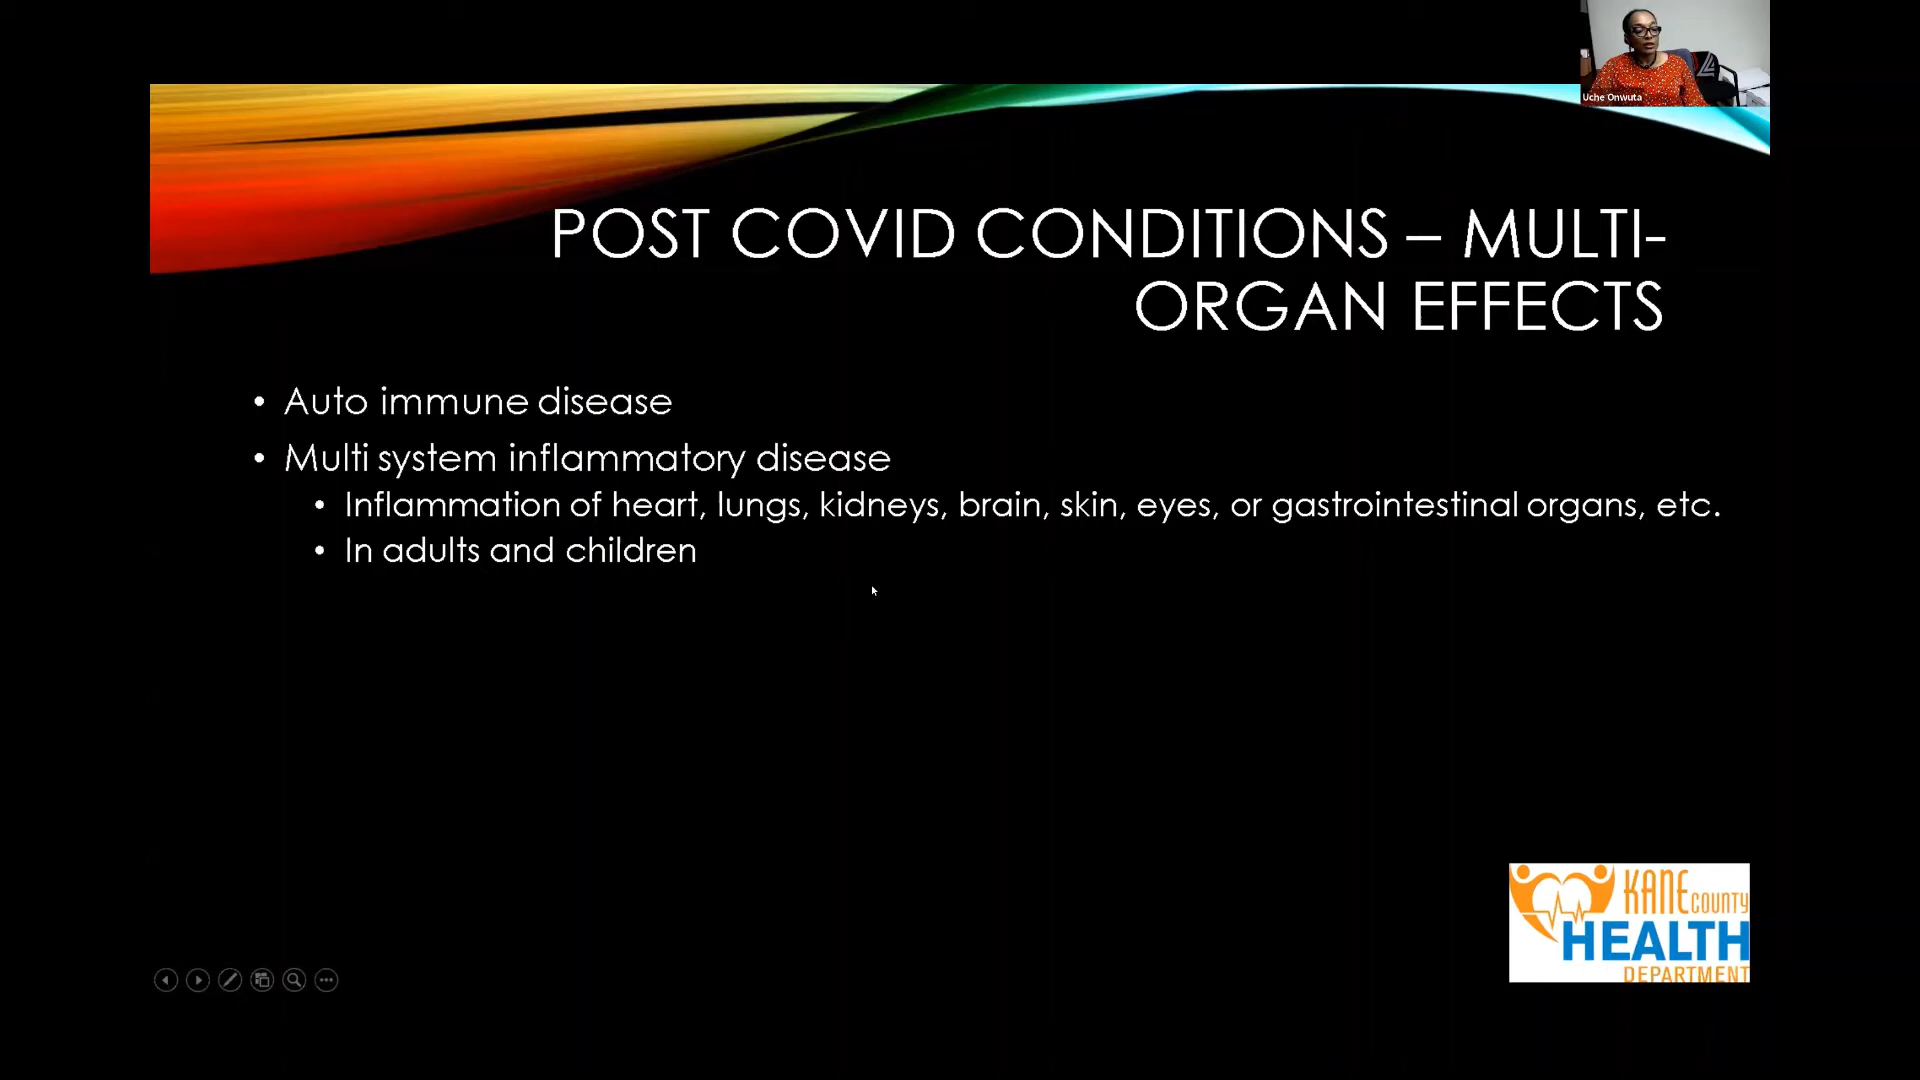 Uche Onwuta
POST COVID CONDITIONS – MULTI-
ORGAN EFFECTS
• Auto immune disease
• Multi system inflammatory disease
• Inflammation of heart, lungs, kidneys, brain, skin, eyes, or gastrointestinal organs, etc.
• In adults and children
KANE COUNTY
HEALTH
DEPARTMENT